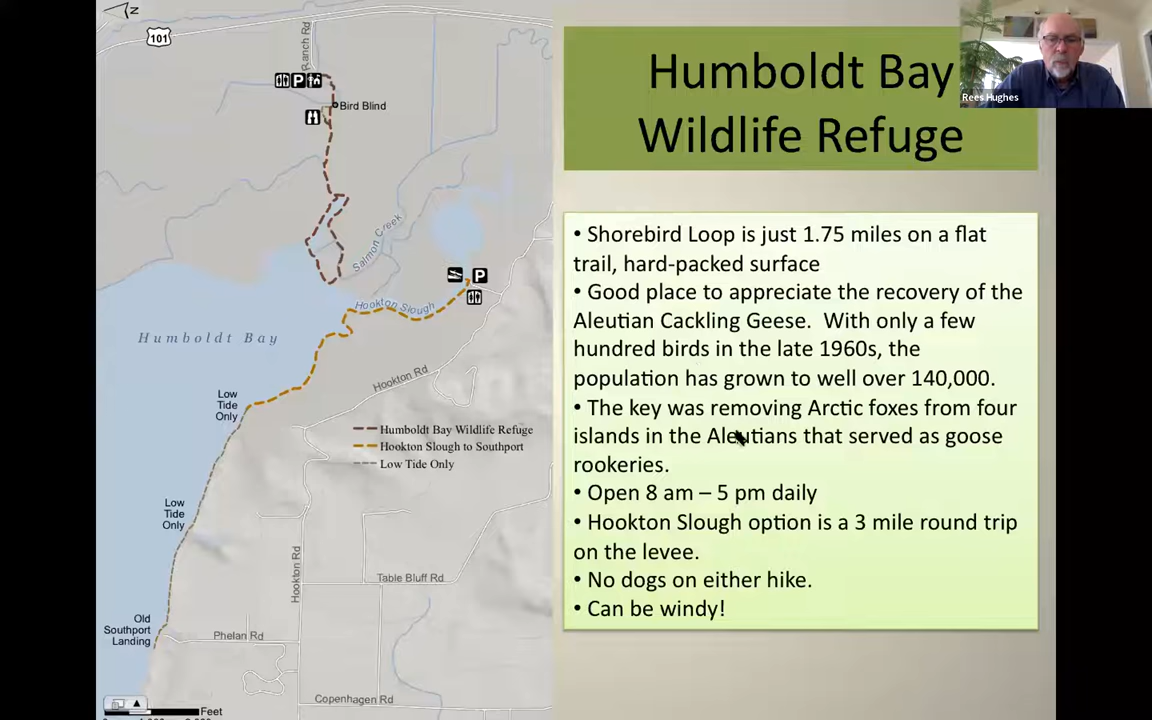 N
101
Ranch Rd
Bird Blind
Salmon Creek
Hookton Slough
Humboldt Bay
Hookton Rd
Low
Tide
Only
Humboldt Bay Wildlife Refuge
Hookton Slough to Southport
Low Tide Only
Low
Tide
Only
Hookton Rd
Table Bluff Rd
Old
Southport
Landing
Phelan Rd
Copenhagen Rd
Feet
P
P
Humboldt Bay
Wildlife Refuge
Rees Hughes
• Shorebird Loop is just 1.75 miles on a flat
trail, hard-packed surface
• Good place to appreciate the recovery of the
Aleutian Cackling Geese. With only a few
hundred birds in the late 1960s, the
population has grown to well over 140,000.
• The key was removing Arctic foxes from four
islands in the Aleutians that served as goose
rookeries.
• Open 8 am – 5 pm daily
• Hookton Slough option is a 3 mile round trip
on the levee.
• No dogs on either hike.
• Can be windy!